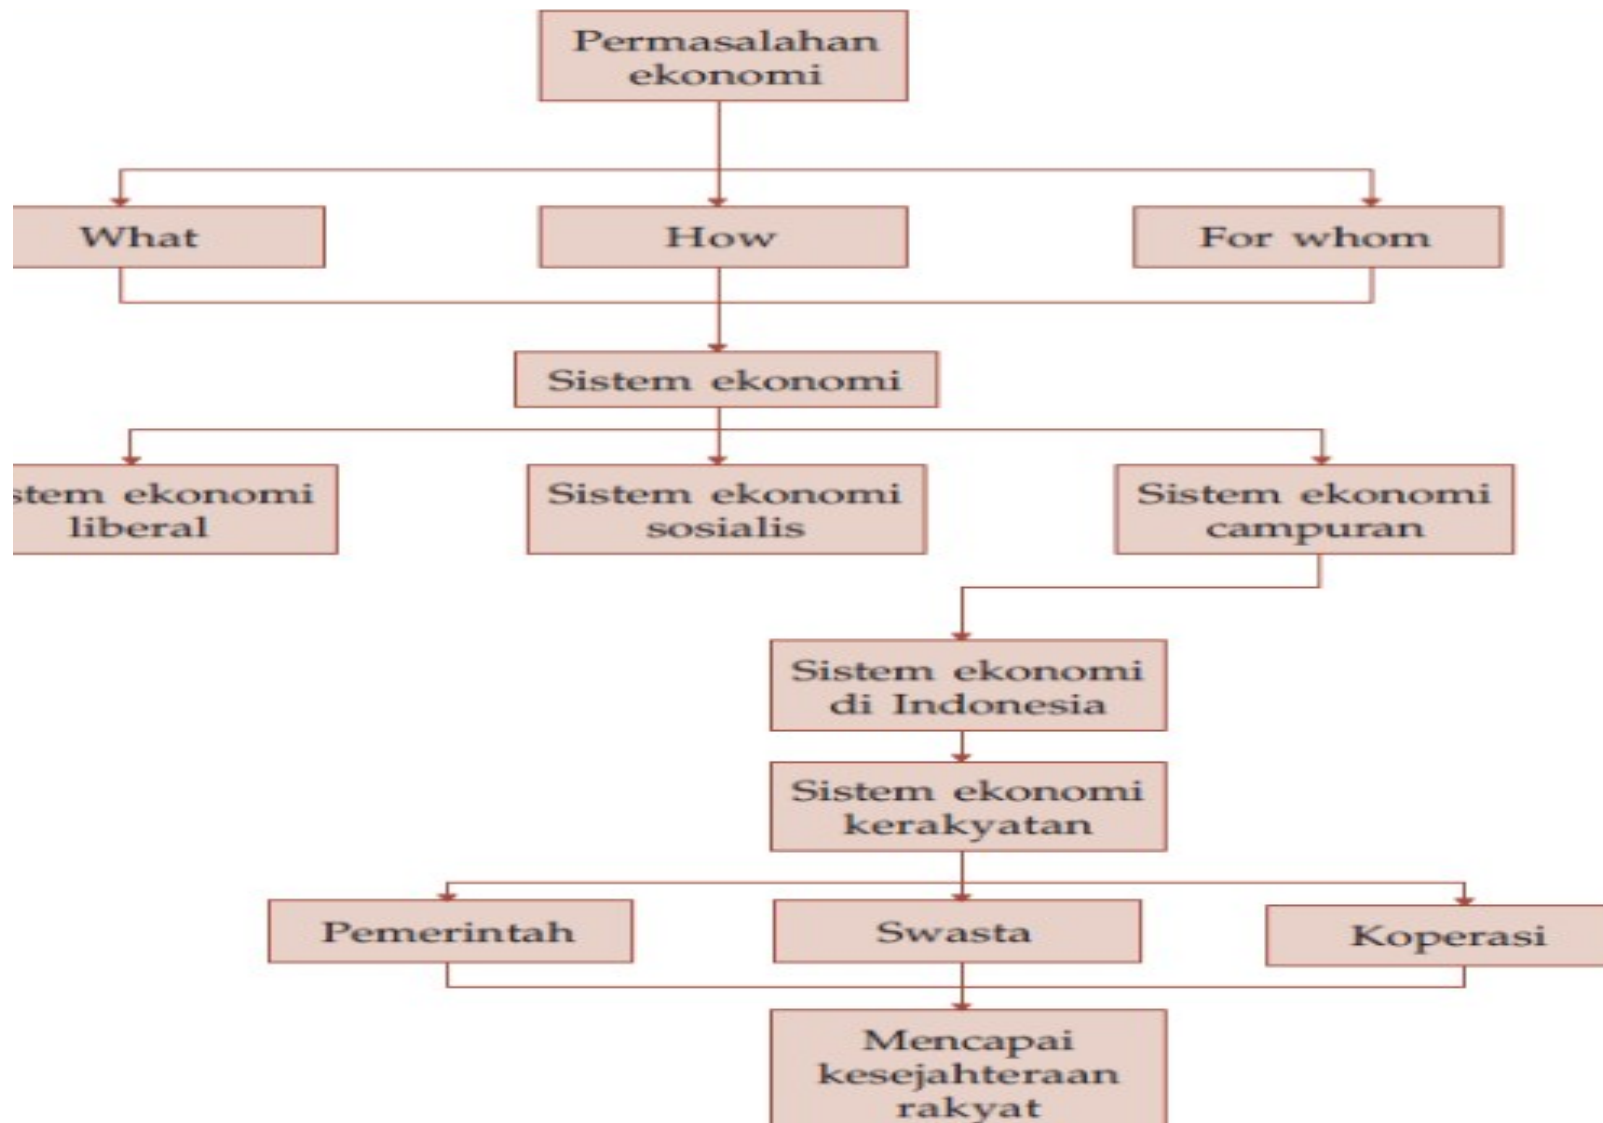 Permasalahan
ekonomi
What
How
For whom
Sistem ekonomi
stem ekonomi
liberal
Sistem ekonomi
sosialis
Sistem ekonomi
campuran
Sistem ekonomi
di Indonesia
Sistem ekonomi
kerakyatan
Pemerintah
Swasta
Koperasi
Mencapai
kesejahteraan
rakyat